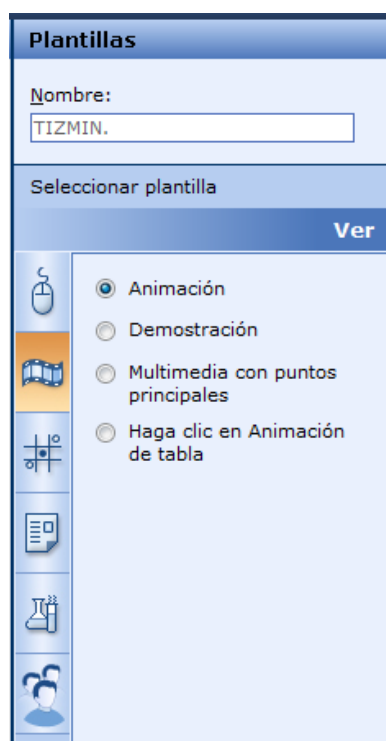 Plantillas
Nombre:
TIZMIN.
Seleccionar plantilla
Ver
Animación
Demostración
Multimedia con puntos
principales
Haga clic en Animación
de tabla